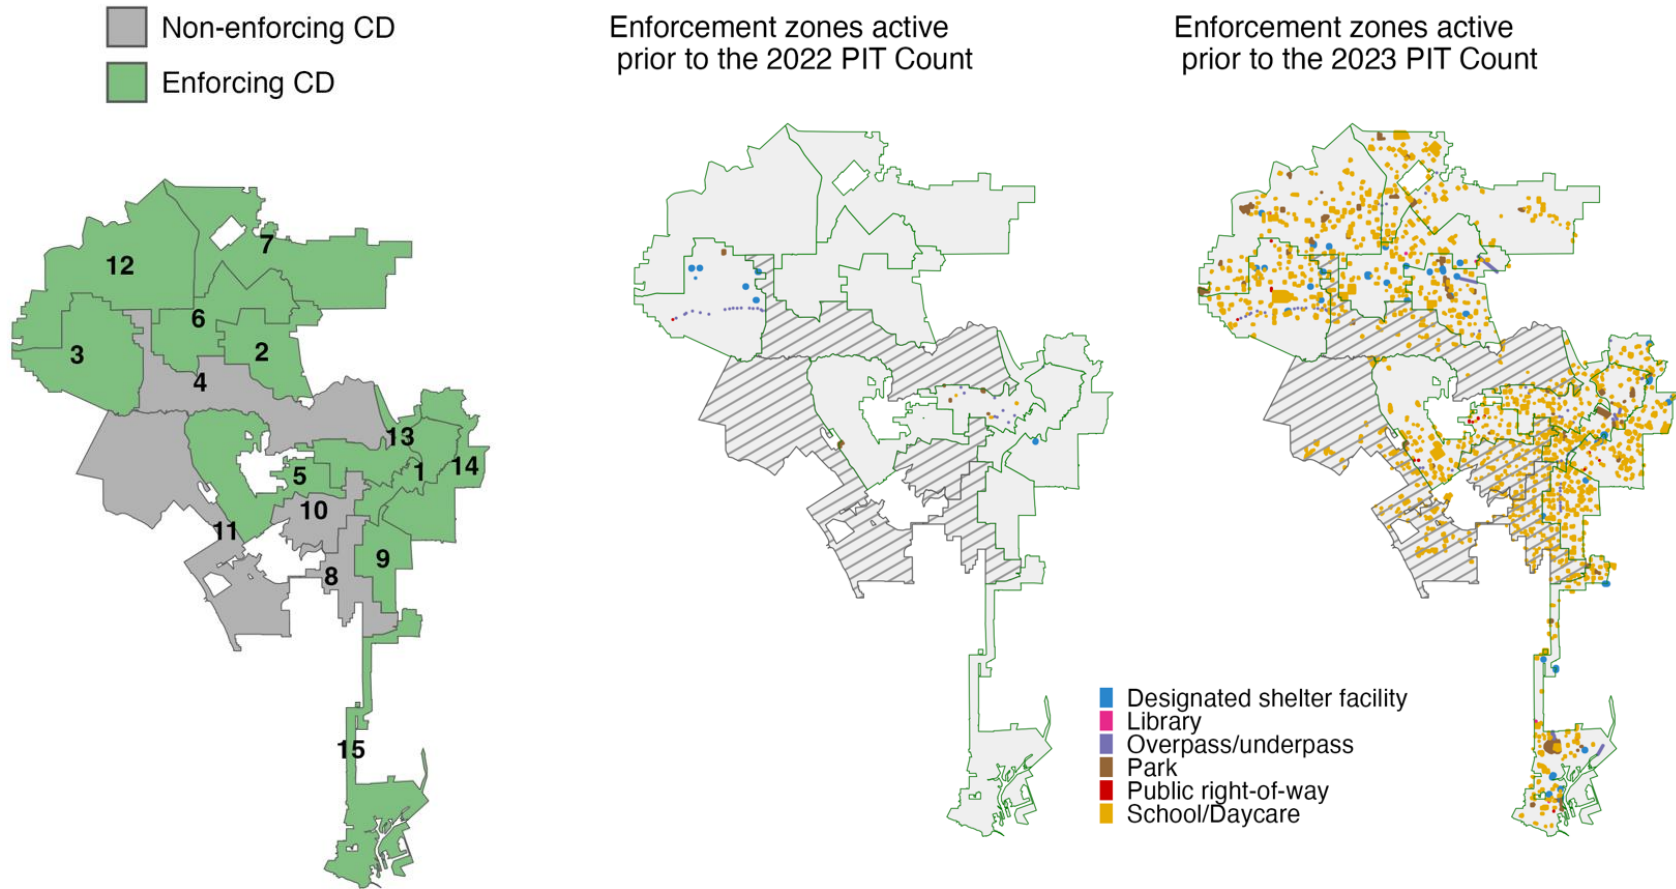 Non-enforcing CD
Enforcing CD
Enforcement zones active
prior to the 2022 PIT Count
Enforcement zones active
prior to the 2023 PIT Count
7
12
6
3
2
4
13
14
5
1
10
11
9
8
15
Designated shelter facility
Library
Overpass/underpass
Park
Public right-of-way
School/Daycare